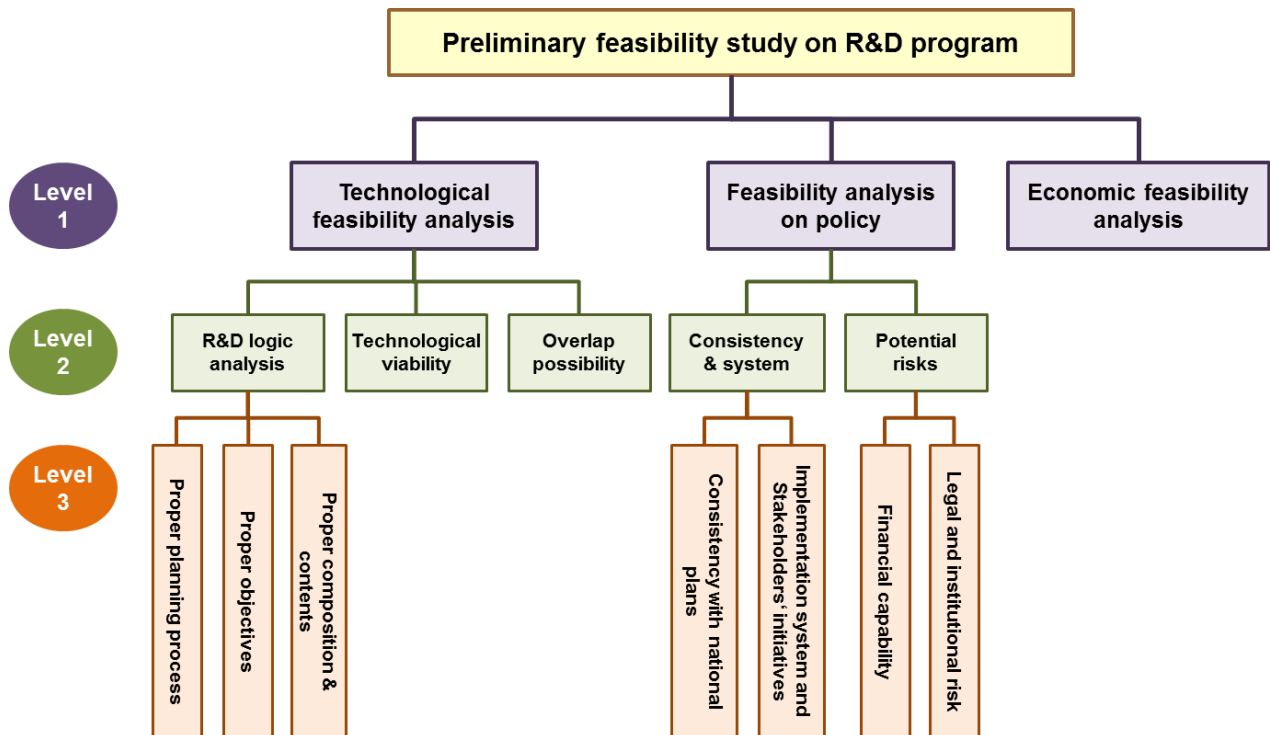 Preliminary feasibility study on R&D program
Level
1
Technological
feasibility analysis
Feasibility analysis
on policy
Economic feasibility
analysis
Level
2
R&D logic
analysis
Technological
viability
Overlap
possibility
Consistency
& system
Potential
risks
Level
3
Proper planning process
Proper objectives
Proper composition &
contents
Consistency with national
plans
Implementation system and
Stakeholders‘ initiatives
Financial capability
Legal and institutional risk